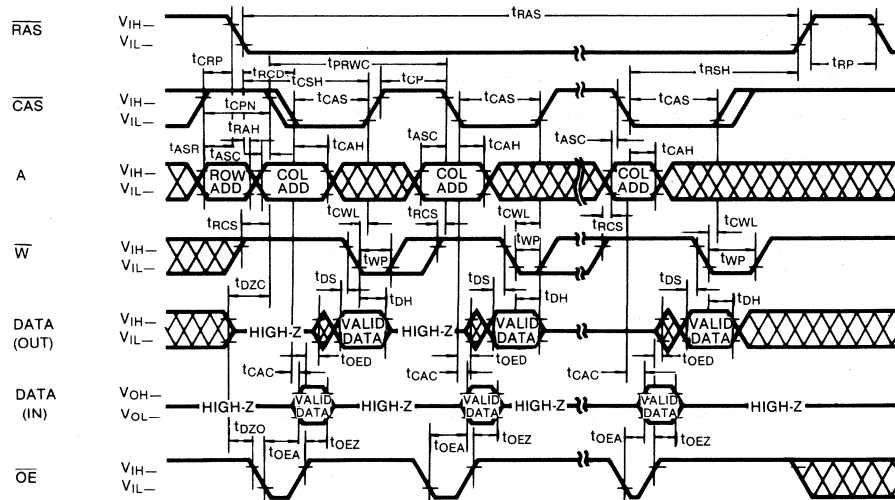 RAS VIH— VIL— tRAS tRP
tCRP tRCD tPRWC tCSH tCP tRSH
CAS VIH— VIL— tCPN tCAS tCAS tCAS
tRAH tASR tASC tCAH tASC tCAH tASC tCAH
A VIH— VIL— ROW ADD COL ADD COL ADD COL ADD
tRCS tCWL tRCS tCWL tRCS tCWL
W VIH— VIL— tWP tWP tWP
tDZC tDS tDH tDS tDH tDS tDH
DATA (OUT) VIH— VIL— HIGH-Z VALID DATA HIGH-Z VALID DATA VALID DATA
tCAC tOED tCAC tOED tCAC tOED
DATA (IN) VOH— VOL— HIGH-Z VALID DATA HIGH-Z VALID DATA HIGH-Z VALID DATA HIGH-Z
tDZO tOEA tOEZ tOEA tOEZ tOEA tOEZ
OE VIH— VIL—